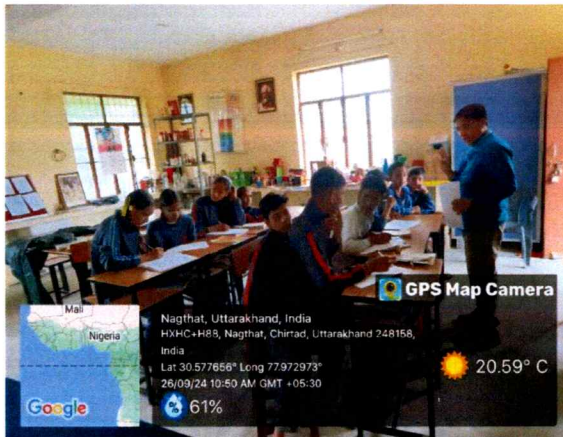 GPS Map Camera
Mali
Nigeria
Google
Nagthat, Uttarakhand, India
HXHC+H88, Nagthat, Chirtad, Uttarakhand 248158,
India
Lat 30.577656° Long 77.972973°
26/09/24 10:50 AM GMT +05:30
61%
20.59° C